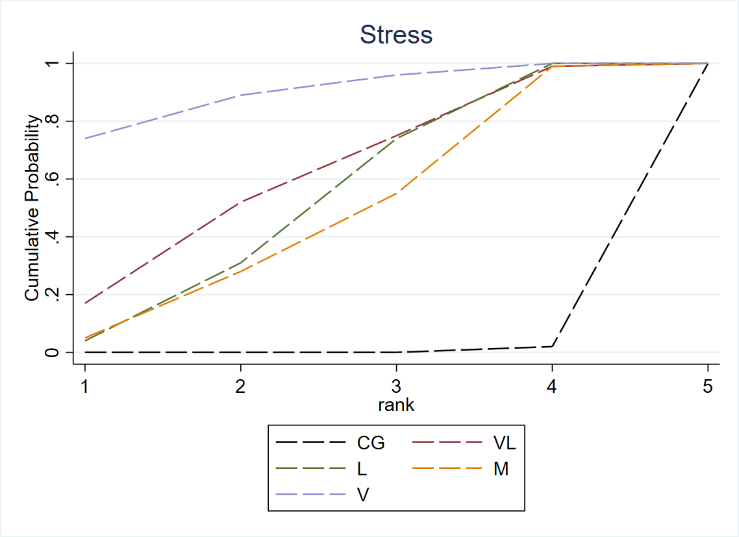 Stress
Cumulative Probability
1
.8
.6
.4
.2
0
1 2 3 4 5
rank
CG VL
L M
V